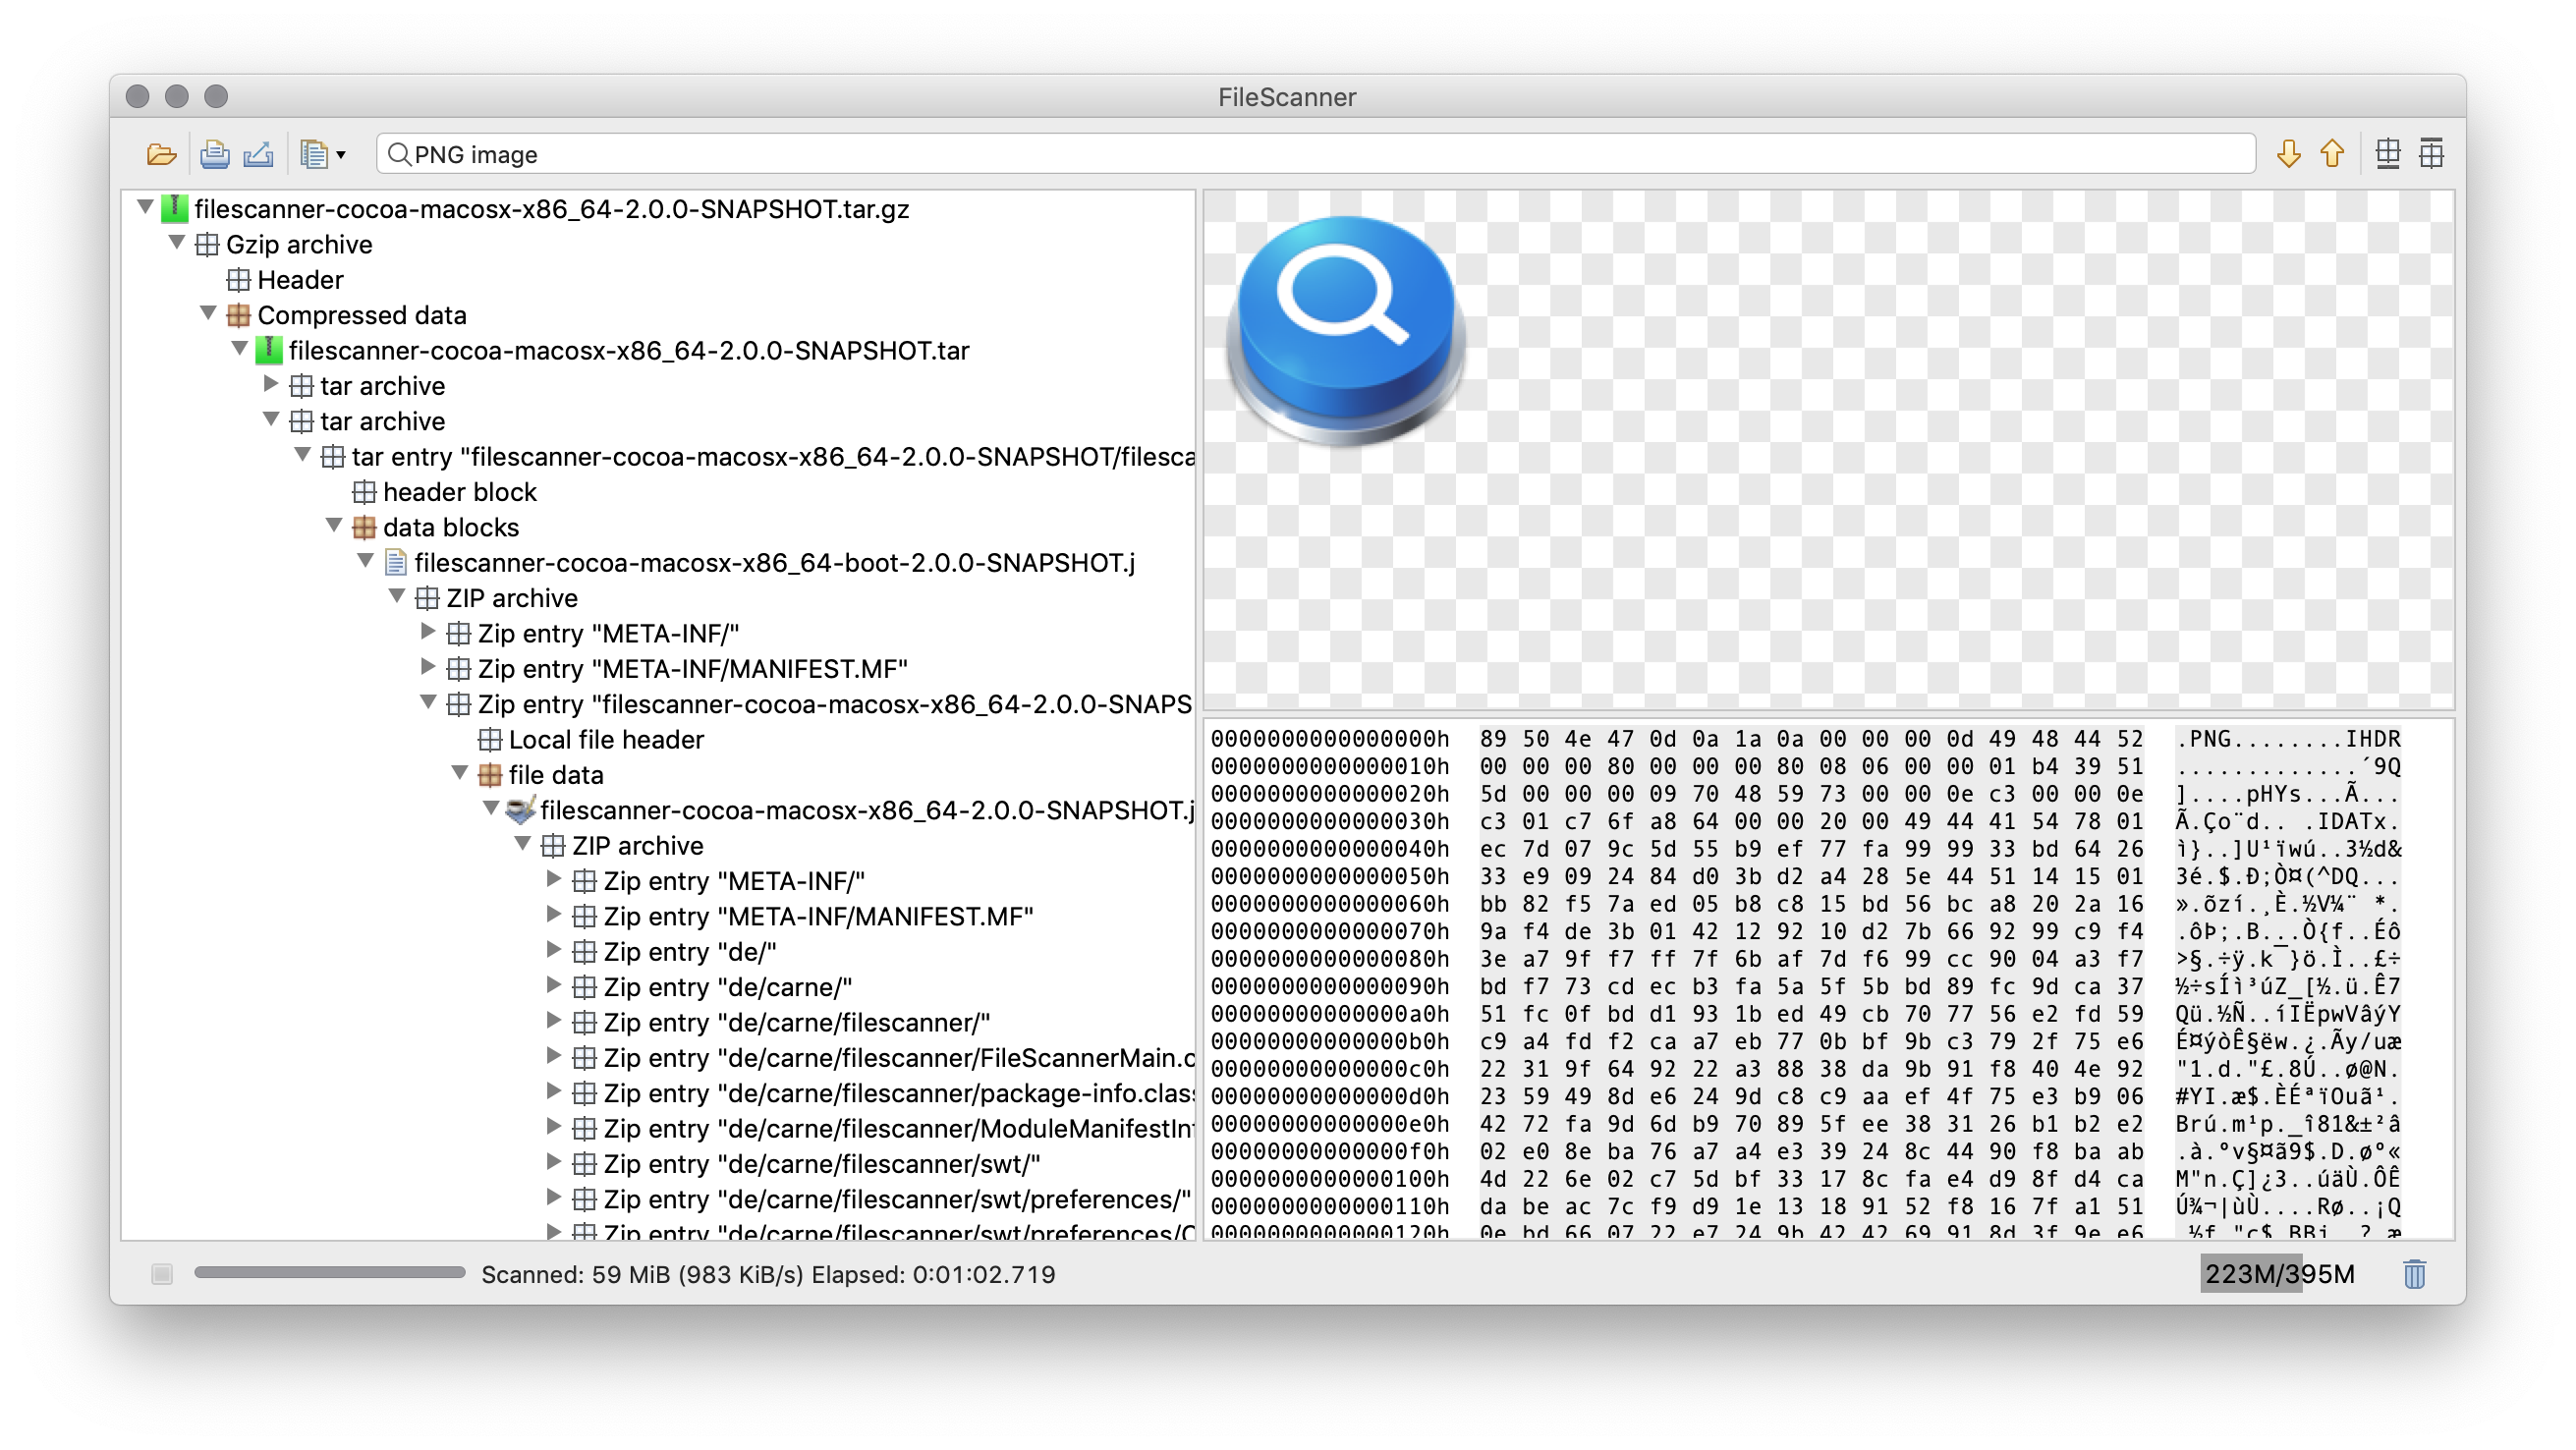 FileScanner
PNG image
filescanner-cocoa-macosx-x86_64-2.0.0-SNAPSHOT.tar.gz
Gzip archive
Header
Compressed data
filescanner-cocoa-macosx-x86_64-2.0.0-SNAPSHOT.tar
tar archive
tar archive
tar entry "filescanner-cocoa-macosx-x86_64-2.0.0-SNAPSHOT/filesca
header block
data blocks
filescanner-cocoa-macosx-x86_64-boot-2.0.0-SNAPSHOT.j
ZIP archive
Zip entry "META-INF/"
Zip entry "META-INF/MANIFEST.MF"
Zip entry "filescanner-cocoa-macosx-x86_64-2.0.0-SNAPS
Local file header
file data
filescanner-cocoa-macosx-x86_64-2.0.0-SNAPSHOT.j
ZIP archive
Zip entry "META-INF/"
Zip entry "META-INF/MANIFEST.MF"
Zip entry "de/"
Zip entry "de/carne/"
Zip entry "de/carne/filescanner/"
Zip entry "de/carne/filescanner/FileScannerMain.c
Zip entry "de/carne/filescanner/package-info.clas
Zip entry "de/carne/filescanner/ModuleManifestIn
Zip entry "de/carne/filescanner/swt/"
Zip entry "de/carne/filescanner/swt/preferences/"
Zip entry "de/carne/filescanner/swt/preferences/
0000000000000000h 89 50 4e 47 0d 0a 1a 0a 00 00 00 0d 49 48 44 52 .PNG........IHDR
0000000000000010h 00 00 00 80 00 00 00 80 08 06 00 00 01 b4 39 51 .............´9Q
0000000000000020h 5d 00 00 00 09 70 48 59 73 00 00 0e c3 00 00 0e ]....pHYs...Ã...
0000000000000030h c3 01 c7 6f a8 64 00 00 20 00 49 44 41 54 78 01 Ã.Ço¨d.. .IDATx.
0000000000000040h ec 7d 07 9c 5d 55 b9 ef 77 fa 99 99 33 bd 64 26 ì}..]U¹ïwú..3½d&
0000000000000050h 33 e9 09 24 84 d0 3b d2 a4 28 5e 44 51 14 15 01 3é.$.Ð;Ò¤(^DQ...
0000000000000060h bb 82 f5 7a ed 05 b8 c8 15 bd 56 bc a8 20 2a 16 ».õzí.¸È.½V¼¨ *.
0000000000000070h 9a f4 de 3b 01 42 12 92 10 d2 7b 66 92 99 c9 f4 .ôÞ;.B...Ò{f..Éô
0000000000000080h 3e a7 9f f7 ff 7f 6b af 7d f6 99 cc 90 04 a3 f7 >§.÷ÿ.k¯}ö.Ì..£÷
0000000000000090h bd f7 73 cd ec b3 fa 5a 5f 5b bd 89 fc 9d ca 37 ½÷sÍì³úZ_[½.ü.Ê7
00000000000000a0h 51 fc 0f bd d1 93 1b ed 49 cb 70 77 56 e2 fd 59 Qü.½Ñ..íIËpwVâýY
00000000000000b0h c9 a4 fd f2 ca a7 eb 77 0b bf 9b c3 79 2f 75 e6 É¤ýòÊ§ëw.¿.Ãy/uæ
00000000000000c0h 22 31 9f 64 92 22 a3 88 38 da 9b 91 f8 40 4e 92 "1.d."£.8Ú..ø@N.
00000000000000d0h 23 59 49 8d e6 24 9d c8 c9 aa ef 4f 75 e3 b9 06 #YI.æ$.ÈÉªïOuã¹.
00000000000000e0h 42 72 fa 9d 6d b9 70 89 5f ee 38 31 26 b1 b2 e2 Brú.m¹p._î81&±²â
00000000000000f0h 02 e0 8e ba 76 a7 a4 e3 39 24 8c 44 90 f8 ba ab .à.ºv§¤ã9$.D.øº«
0000000000000100h 4d 22 6e 02 c7 5d bf 33 17 8c fa e4 d9 8f d4 ca M"n.Ç]¿3..úäÙ.ÔÊ
0000000000000110h da be ac 7c f9 d9 1e 13 18 91 52 f8 16 7f a1 51 Ú¾¬|ùÙ....Rø..¡Q
0000000000000120h 0e bd 66 07 22 e7 24 9b 42 42 69 91 8d 3f 9e e6
Scanned: 59 MiB (983 KiB/s) Elapsed: 0:01:02.719
223M/395M